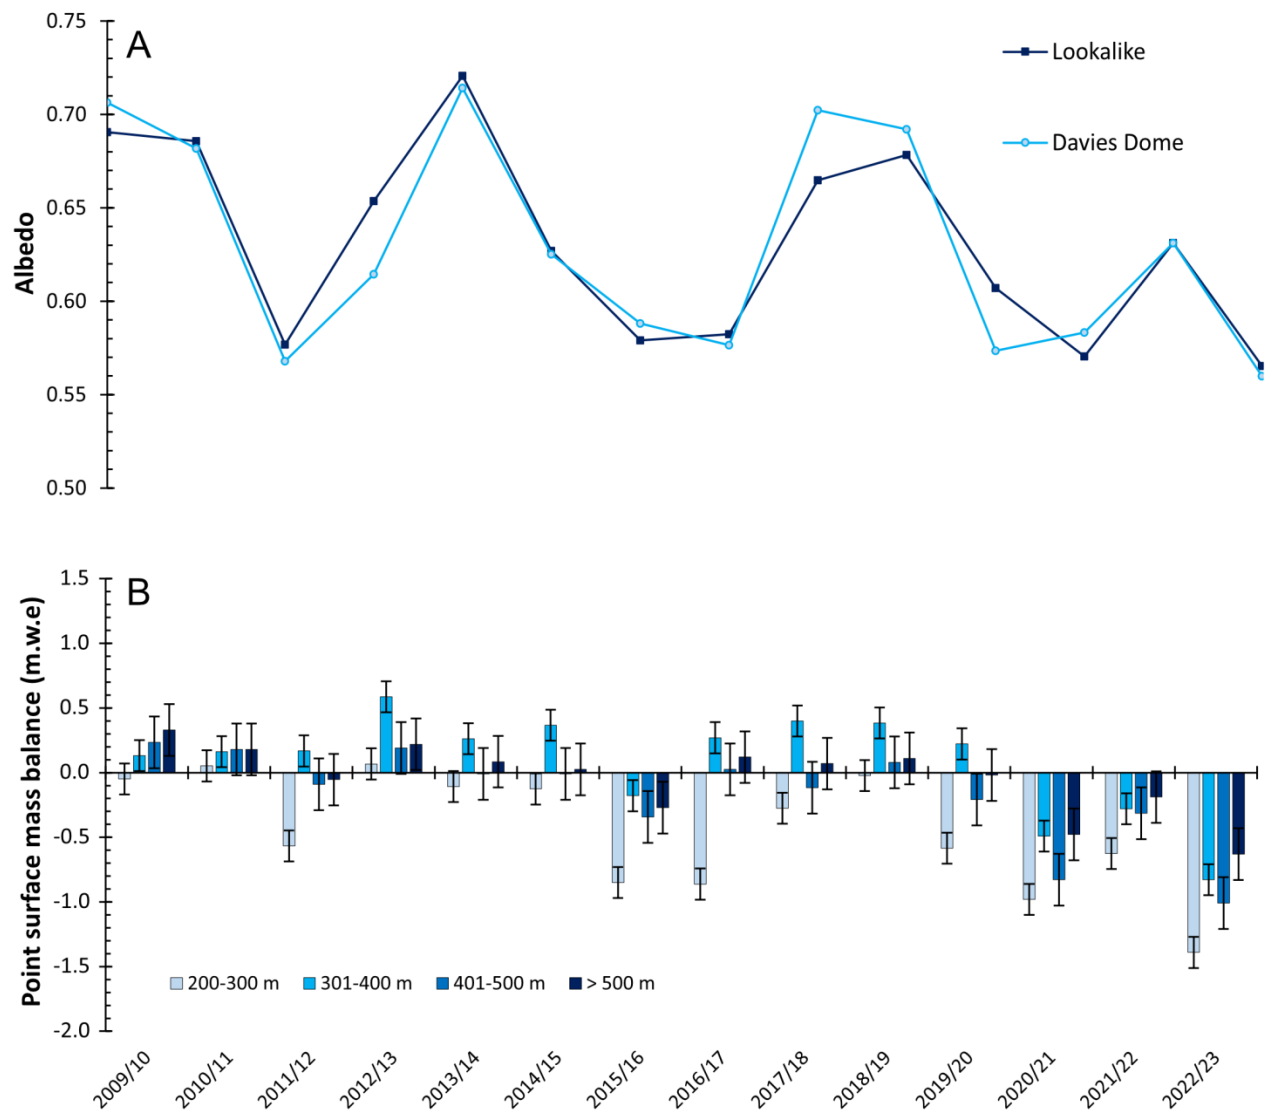 A
0.75
0.70
0.65
0.60
0.55
0.50
Albedo
Lookalike
Davies Dome
B
1.5
1.0
0.5
0.0
-0.5
-1.0
-1.5
-2.0
Point surface mass balance (m.w.e)
200-300 m 301-400 m 401-500 m > 500 m
2009/10 2010/11 2011/12 2012/13 2013/14 2014/15 2015/16 2016/17 2017/18 2018/19 2019/20 2020/21 2021/22 2022/23